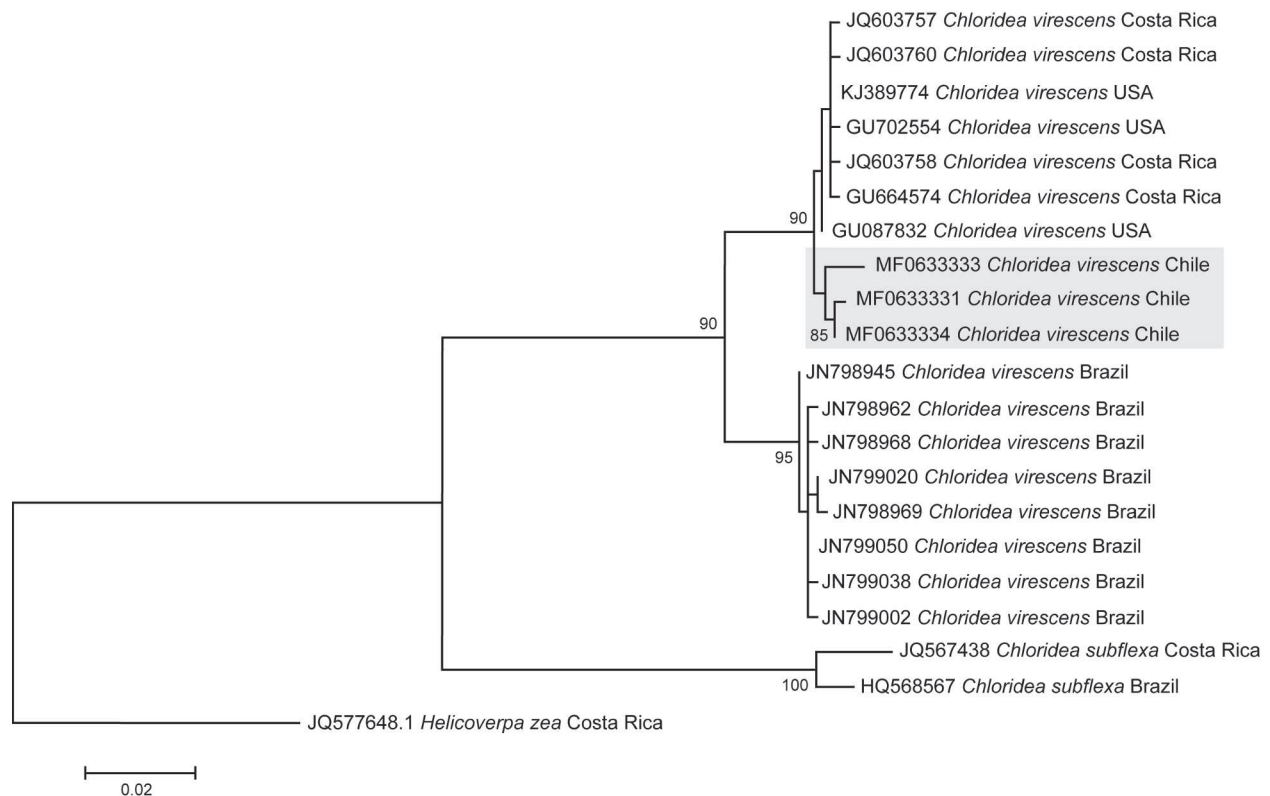 JQ603757 Chloridea virescens Costa Rica
JQ603760 Chloridea virescens Costa Rica
KJ389774 Chloridea virescens USA
GU702554 Chloridea virescens USA
JQ603758 Chloridea virescens Costa Rica
GU664574 Chloridea virescens Costa Rica
90
GU087832 Chloridea virescens USA
MF0633333 Chloridea virescens Chile
MF0633331 Chloridea virescens Chile
90
85
MF0633334 Chloridea virescens Chile
JN798945 Chloridea virescens Brazil
JN798962 Chloridea virescens Brazil
JN798968 Chloridea virescens Brazil
95
JN799020 Chloridea virescens Brazil
JN798969 Chloridea virescens Brazil
JN799050 Chloridea virescens Brazil
JN799038 Chloridea virescens Brazil
JN799002 Chloridea virescens Brazil
JQ567438 Chloridea subflexa Costa Rica
100
HQ568567 Chloridea subflexa Brazil
JQ577648.1 Helicoverpa zea Costa Rica
0.02